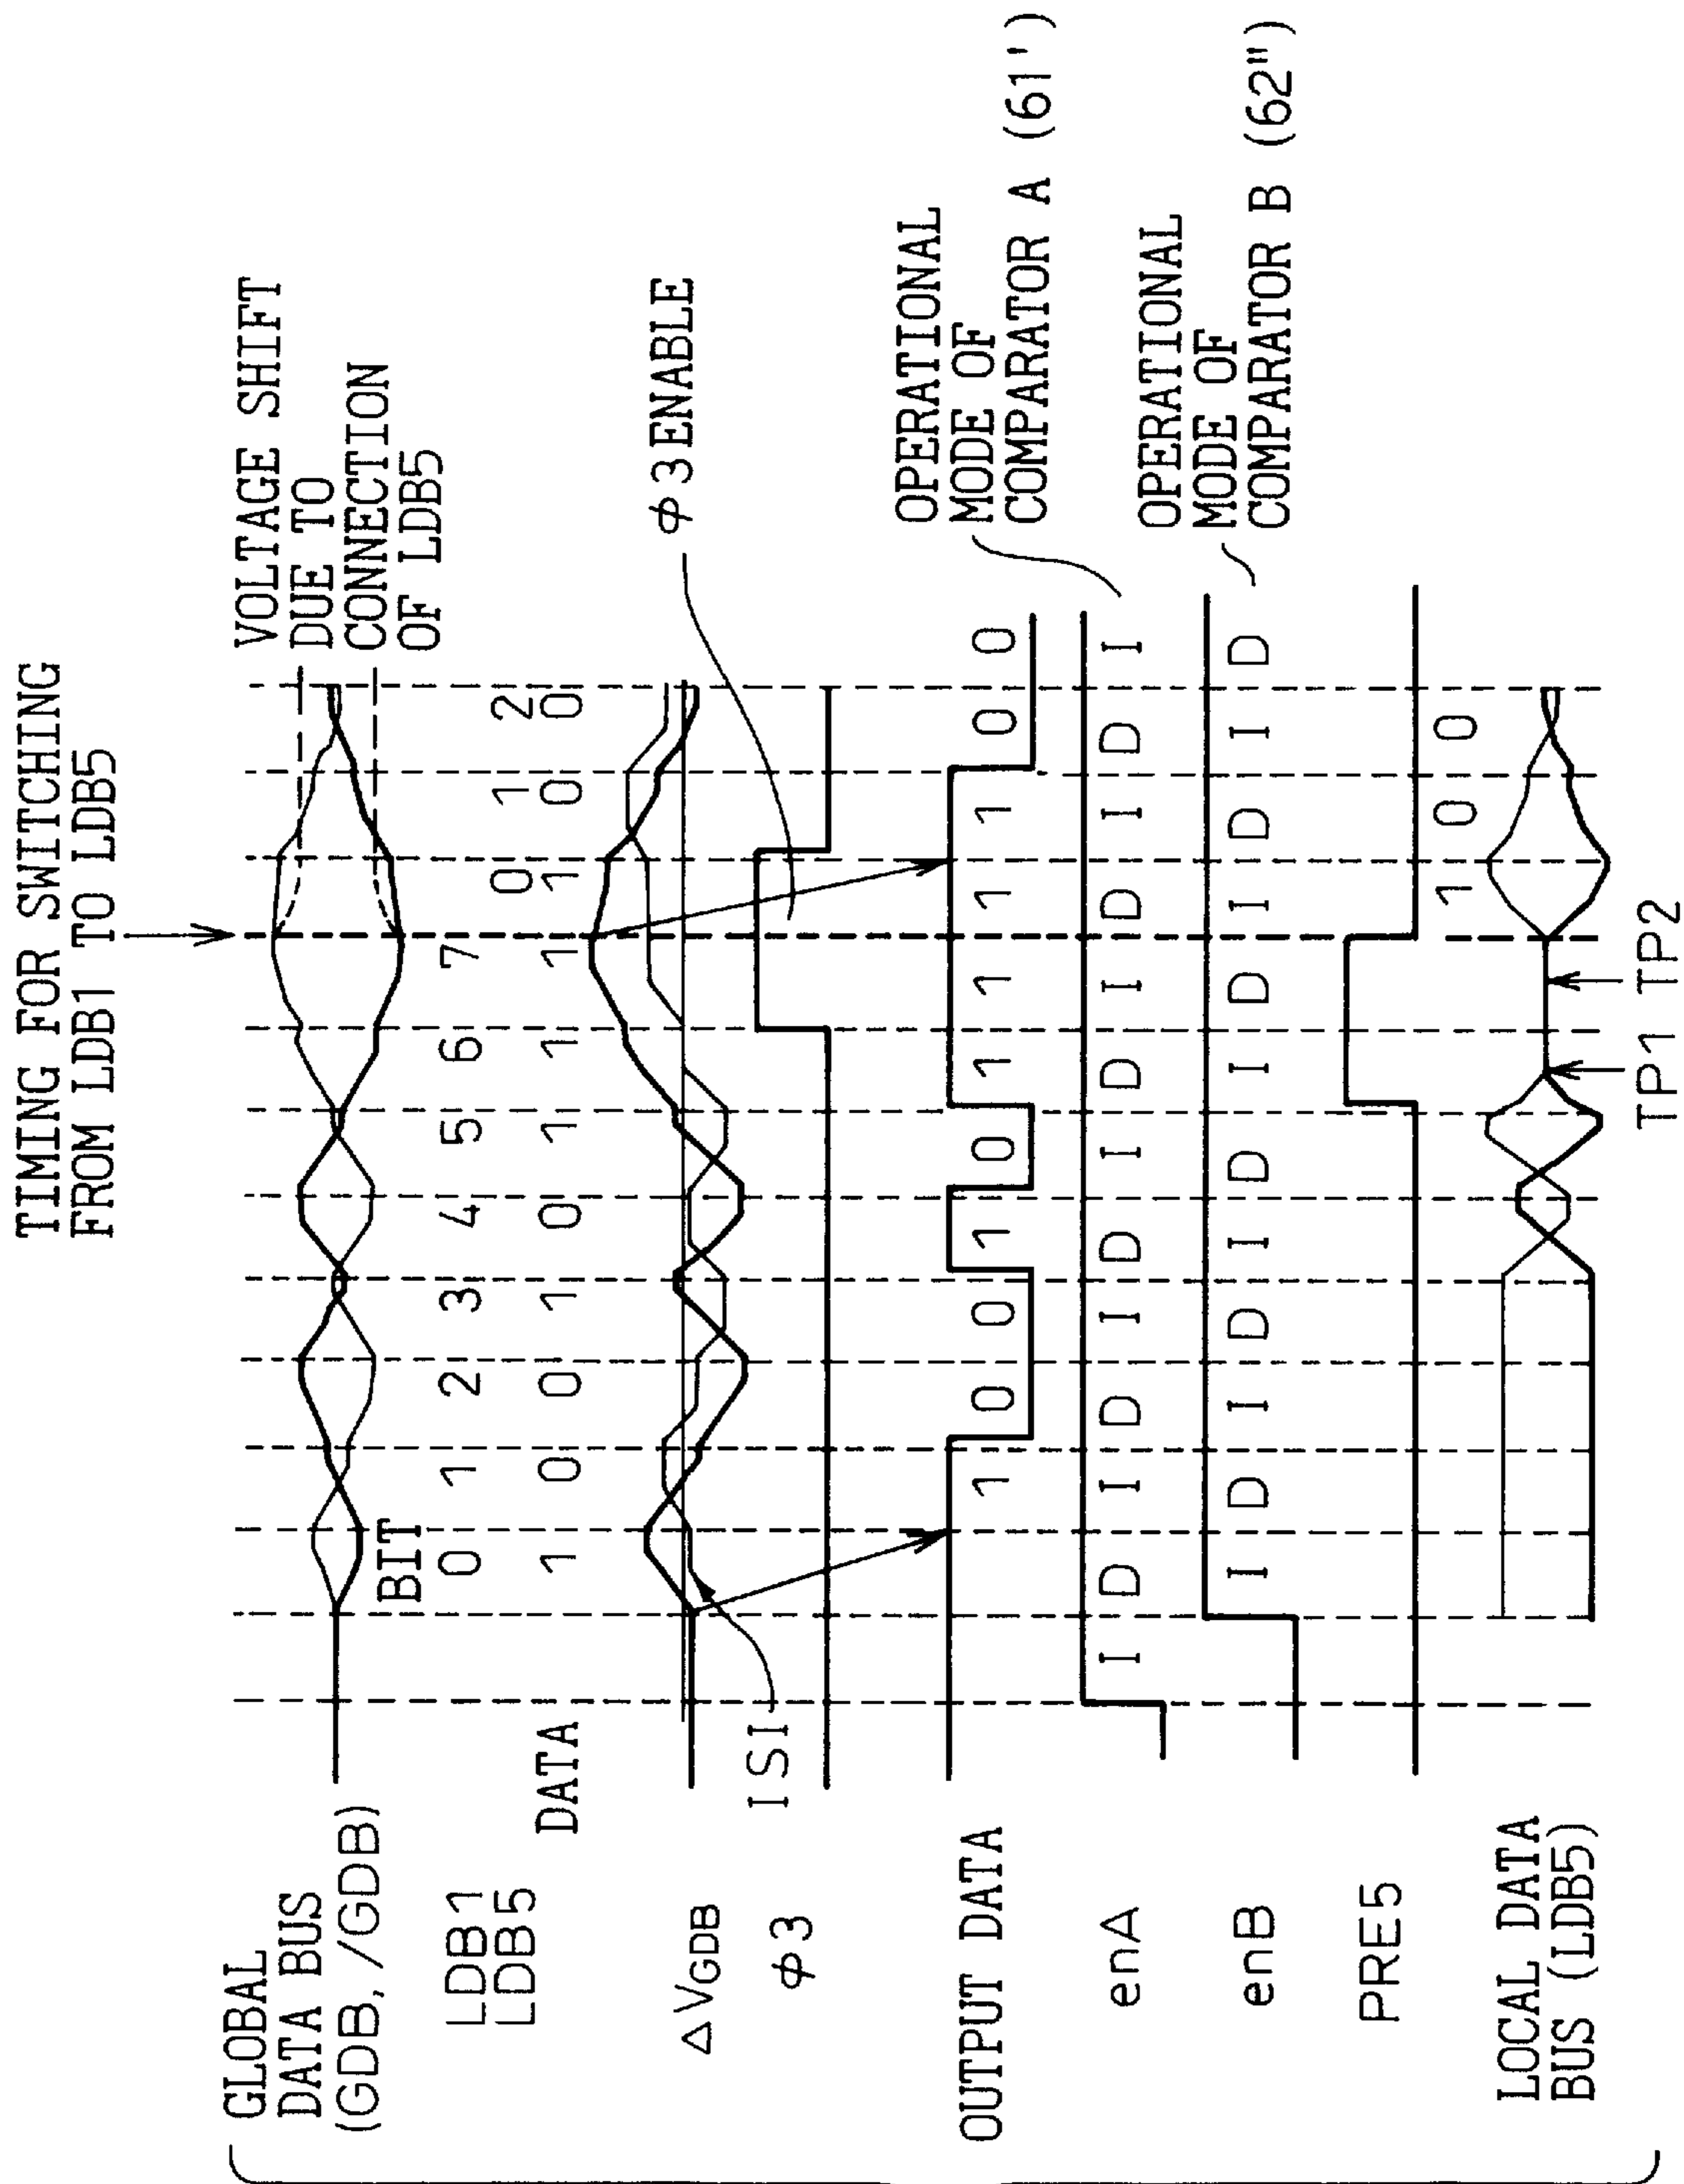 TIMING FOR SWITCHING
FROM LDB1 TO LDB5
VOLTAGE SHIFT
DUE TO
CONNECTION
OF LDB5
GLOBAL
DATA BUS
(GDB, /GDB)
BIT
LDB1 0 1 2 3 4 5 6 7
LDB5 0 1 2
DATA 1 0 0 1 0 1 1 1 1 0 0
ΔVGDB
ISI
φ3
φ3ENABLE
OUTPUT DATA 1 0 0 1 0 1 1 1 1 0 0
OPERATIONAL
MODE OF
COMPARATOR A (61')
enA I D I D I D I D I D I D I
OPERATIONAL
MODE OF
COMPARATOR B (62")
enB I D I D I D I D I D I D
PRE5
1 0 0
LOCAL DATA
BUS (LDB5)
TP1 TP2